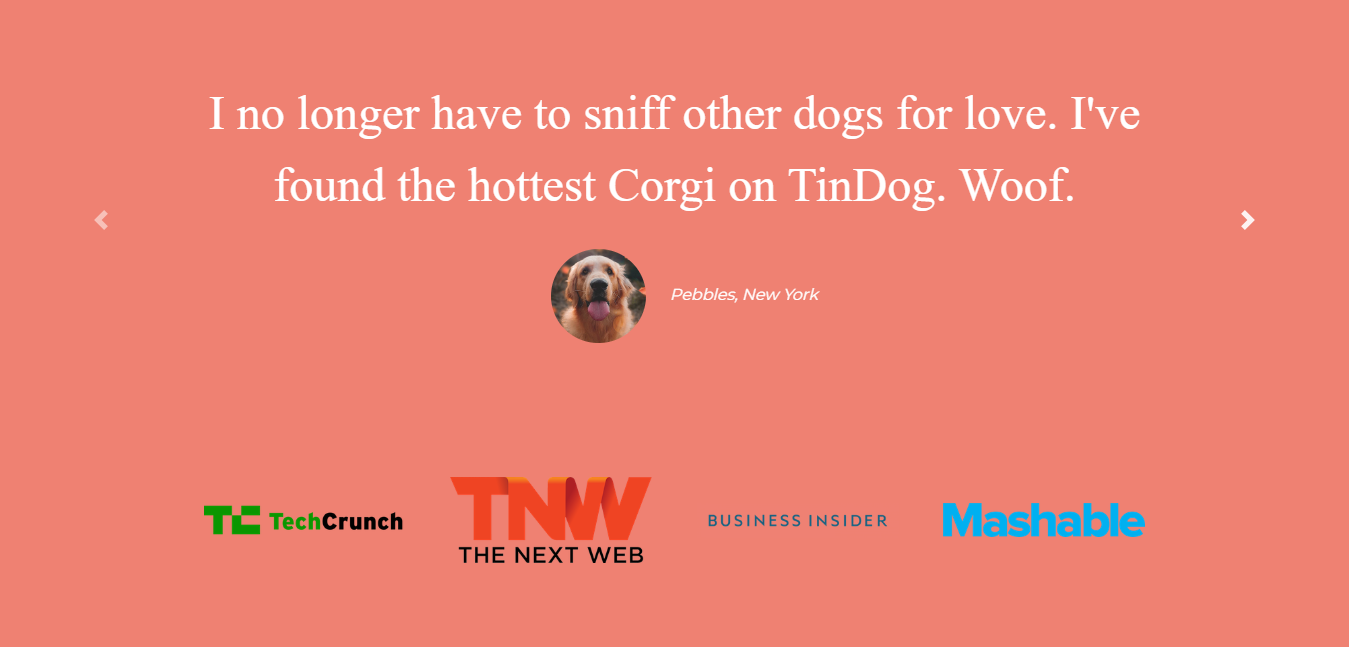 I no longer have to sniff other dogs for love. I've
found the hottest Corgi on TinDog. Woof.
Pebbles, New York
TC TechCrunch
TNW
THE NEXT WEB
BUSINESS INSIDER
Mashable